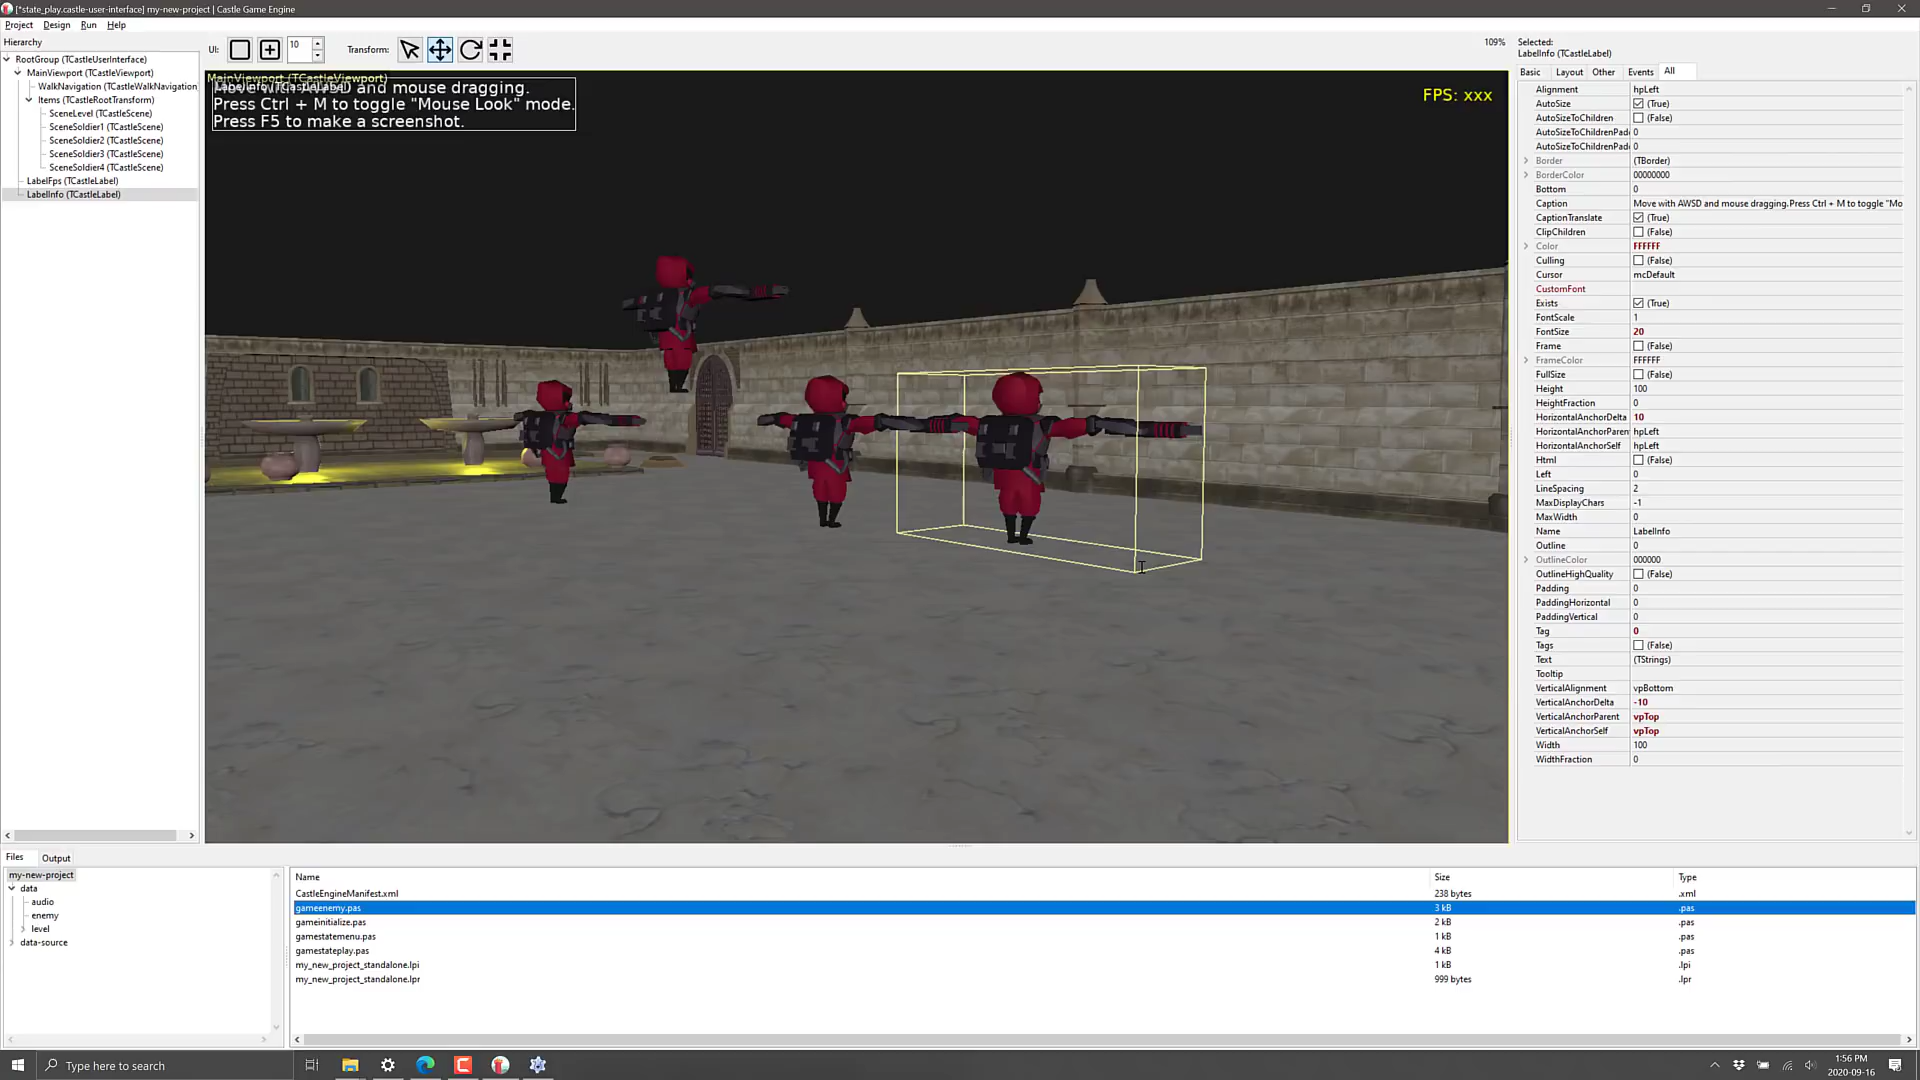 [*state_play.castle-user-interface] my-new-project | Castle Game Engine
Project Design Run Help
Hierarchy
RootGroup (TCastleUserInterface)
MainViewport (TCastleViewport)
WalkNavigation (TCastleWalkNavigation
Items (TCastleRootTransform)
SceneLevel (TCastleScene)
SceneSoldier1 (TCastleScene)
SceneSoldier2 (TCastleScene)
SceneSoldier3 (TCastleScene)
SceneSoldier4 (TCastleScene)
LabelFps (TCastleLabel)
LabelInfo (TCastleLabel)
UI: 10 Transform: 109%
MainViewport (TCastleViewport)
LabelInfo (TCastleLabel)
Move with AWSD and mouse dragging.
Press Ctrl + M to toggle "Mouse Look" mode.
Press F5 to make a screenshot.
FPS: xxx
Selected:
LabelInfo (TCastleLabel)
Basic Layout Other Events All
Alignment hpLeft
AutoSize (True)
AutoSizeToChildren (False)
AutoSizeToChildrenPad 0
AutoSizeToChildrenPad 0
Border (TBorder)
BorderColor 00000000
Bottom 0
Caption Move with AWSD and mouse dragging.Press Ctrl + M to toggle "Mo
CaptionTranslate (True)
ClipChildren (False)
Color FFFFFF
Culling (False)
Cursor mcDefault
CustomFont
Exists (True)
FontScale 1
FontSize 20
Frame (False)
FrameColor FFFFFF
FullSize (False)
Height 100
HeightFraction 0
HorizontalAnchorDelta 10
HorizontalAnchorParen hpLeft
HorizontalAnchorSelf hpLeft
Html (False)
Left 0
LineSpacing 2
MaxDisplayChars -1
MaxWidth 0
Name LabelInfo
Outline 0
OutlineColor 000000
OutlineHighQuality (False)
Padding 0
PaddingHorizontal 0
PaddingVertical 0
Tag 0
Tags (False)
Text (TStrings)
Tooltip
VerticalAlignment vpBottom
VerticalAnchorDelta -10
VerticalAnchorParent vpTop
VerticalAnchorSelf vpTop
Width 100
WidthFraction 0
Files Output
my-new-project
data
audio
enemy
level
data-source
Name Size Type
CastleEngineManifest.xml 238 bytes .xml
gameenemy.pas 3 kB .pas
gameinitialize.pas 2 kB .pas
gamestatemenu.pas 1 kB .pas
gamestateplay.pas 4 kB .pas
my_new_project_standalone.lpi 1 kB .lpi
my_new_project_standalone.lpr 999 bytes .lpr
Type here to search
1:56 PM
2020-09-16